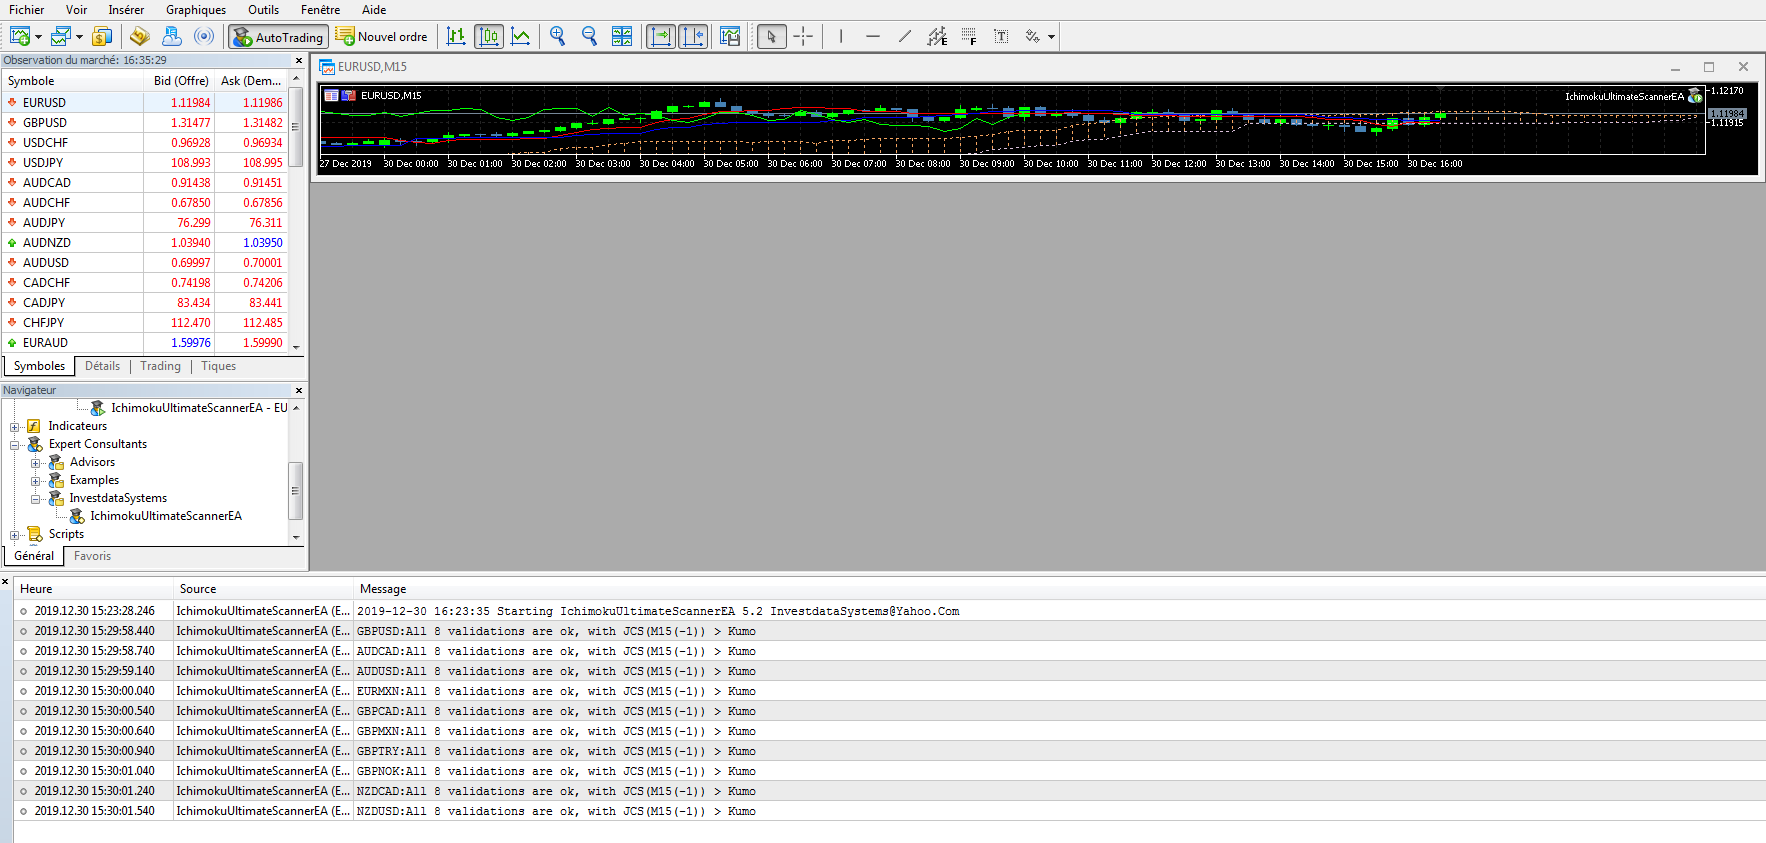 Fichier Voir Insérer Graphiques Outils Fenêtre Aide
AutoTrading Nouvel ordre
Observation du marché: 16:35:29
Symbole Bid (Offre) Ask (Dem...
EURUSD 1.11984 1.11986
GBPUSD 1.31477 1.31482
USDCHF 0.96928 0.96934
USDJPY 108.993 108.995
AUDCAD 0.91438 0.91451
AUDCHF 0.67850 0.67856
AUDJPY 76.299 76.311
AUDNZD 1.03940 1.03950
AUDUSD 0.69997 0.70001
CADCHF 0.74198 0.74206
CADJPY 83.434 83.441
CHFJPY 112.470 112.485
EURAUD 1.59976 1.59990
Symboles Détails Trading Tiques
Navigateur
IchimokuUltimateScannerEA - EU
Indicateurs
Expert Consultants
Advisors
Examples
InvestdataSystems
IchimokuUltimateScannerEA
Scripts
Général Favoris
EURUSD,M15
EURUSD,M15
IchimokuUltimateScannerEA
1.12170
1.11984
1.11915
27 Dec 2019 30 Dec 00:00 30 Dec 01:00 30 Dec 02:00 30 Dec 03:00 30 Dec 04:00 30 Dec 05:00 30 Dec 06:00 30 Dec 07:00 30 Dec 08:00 30 Dec 09:00 30 Dec 10:00 30 Dec 11:00 30 Dec 12:00 30 Dec 13:00 30 Dec 14:00 30 Dec 15:00 30 Dec 16:00
Heure Source Message
2019.12.30 15:23:28.246 IchimokuUltimateScannerEA (E... 2019-12-30 16:23:35 Starting IchimokuUltimateScannerEA 5.2 InvestdataSystems@Yahoo.Com
2019.12.30 15:29:58.440 IchimokuUltimateScannerEA (E... GBPUSD:All 8 validations are ok, with JCS(M15(-1)) > Kumo
2019.12.30 15:29:58.740 IchimokuUltimateScannerEA (E... AUDCAD:All 8 validations are ok, with JCS(M15(-1)) > Kumo
2019.12.30 15:29:59.140 IchimokuUltimateScannerEA (E... AUDUSD:All 8 validations are ok, with JCS(M15(-1)) > Kumo
2019.12.30 15:30:00.040 IchimokuUltimateScannerEA (E... EURMXN:All 8 validations are ok, with JCS(M15(-1)) > Kumo
2019.12.30 15:30:00.540 IchimokuUltimateScannerEA (E... GBPCAD:All 8 validations are ok, with JCS(M15(-1)) > Kumo
2019.12.30 15:30:00.640 IchimokuUltimateScannerEA (E... GBPMXN:All 8 validations are ok, with JCS(M15(-1)) > Kumo
2019.12.30 15:30:00.940 IchimokuUltimateScannerEA (E... GBPTRY:All 8 validations are ok, with JCS(M15(-1)) > Kumo
2019.12.30 15:30:01.040 IchimokuUltimateScannerEA (E... GBPNOK:All 8 validations are ok, with JCS(M15(-1)) > Kumo
2019.12.30 15:30:01.240 IchimokuUltimateScannerEA (E... NZDCAD:All 8 validations are ok, with JCS(M15(-1)) > Kumo
2019.12.30 15:30:01.540 IchimokuUltimateScannerEA (E... NZDUSD:All 8 validations are ok, with JCS(M15(-1)) > Kumo